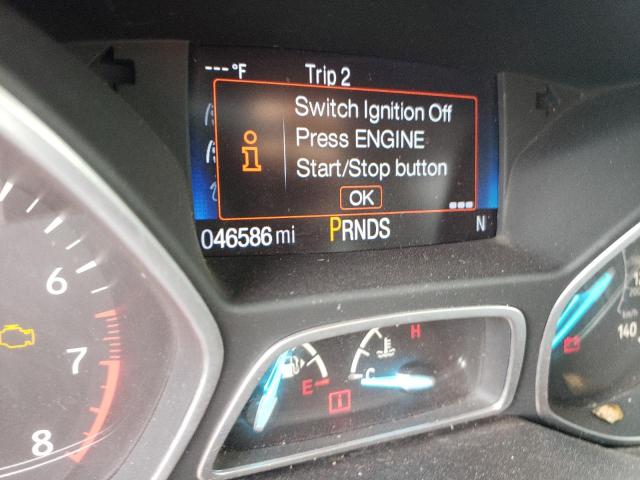 --- °F Trip 2
Switch Ignition Off
Press ENGINE
Start/Stop button
OK
046586 mi PRNDS N
6
7
8
H
C
E
140